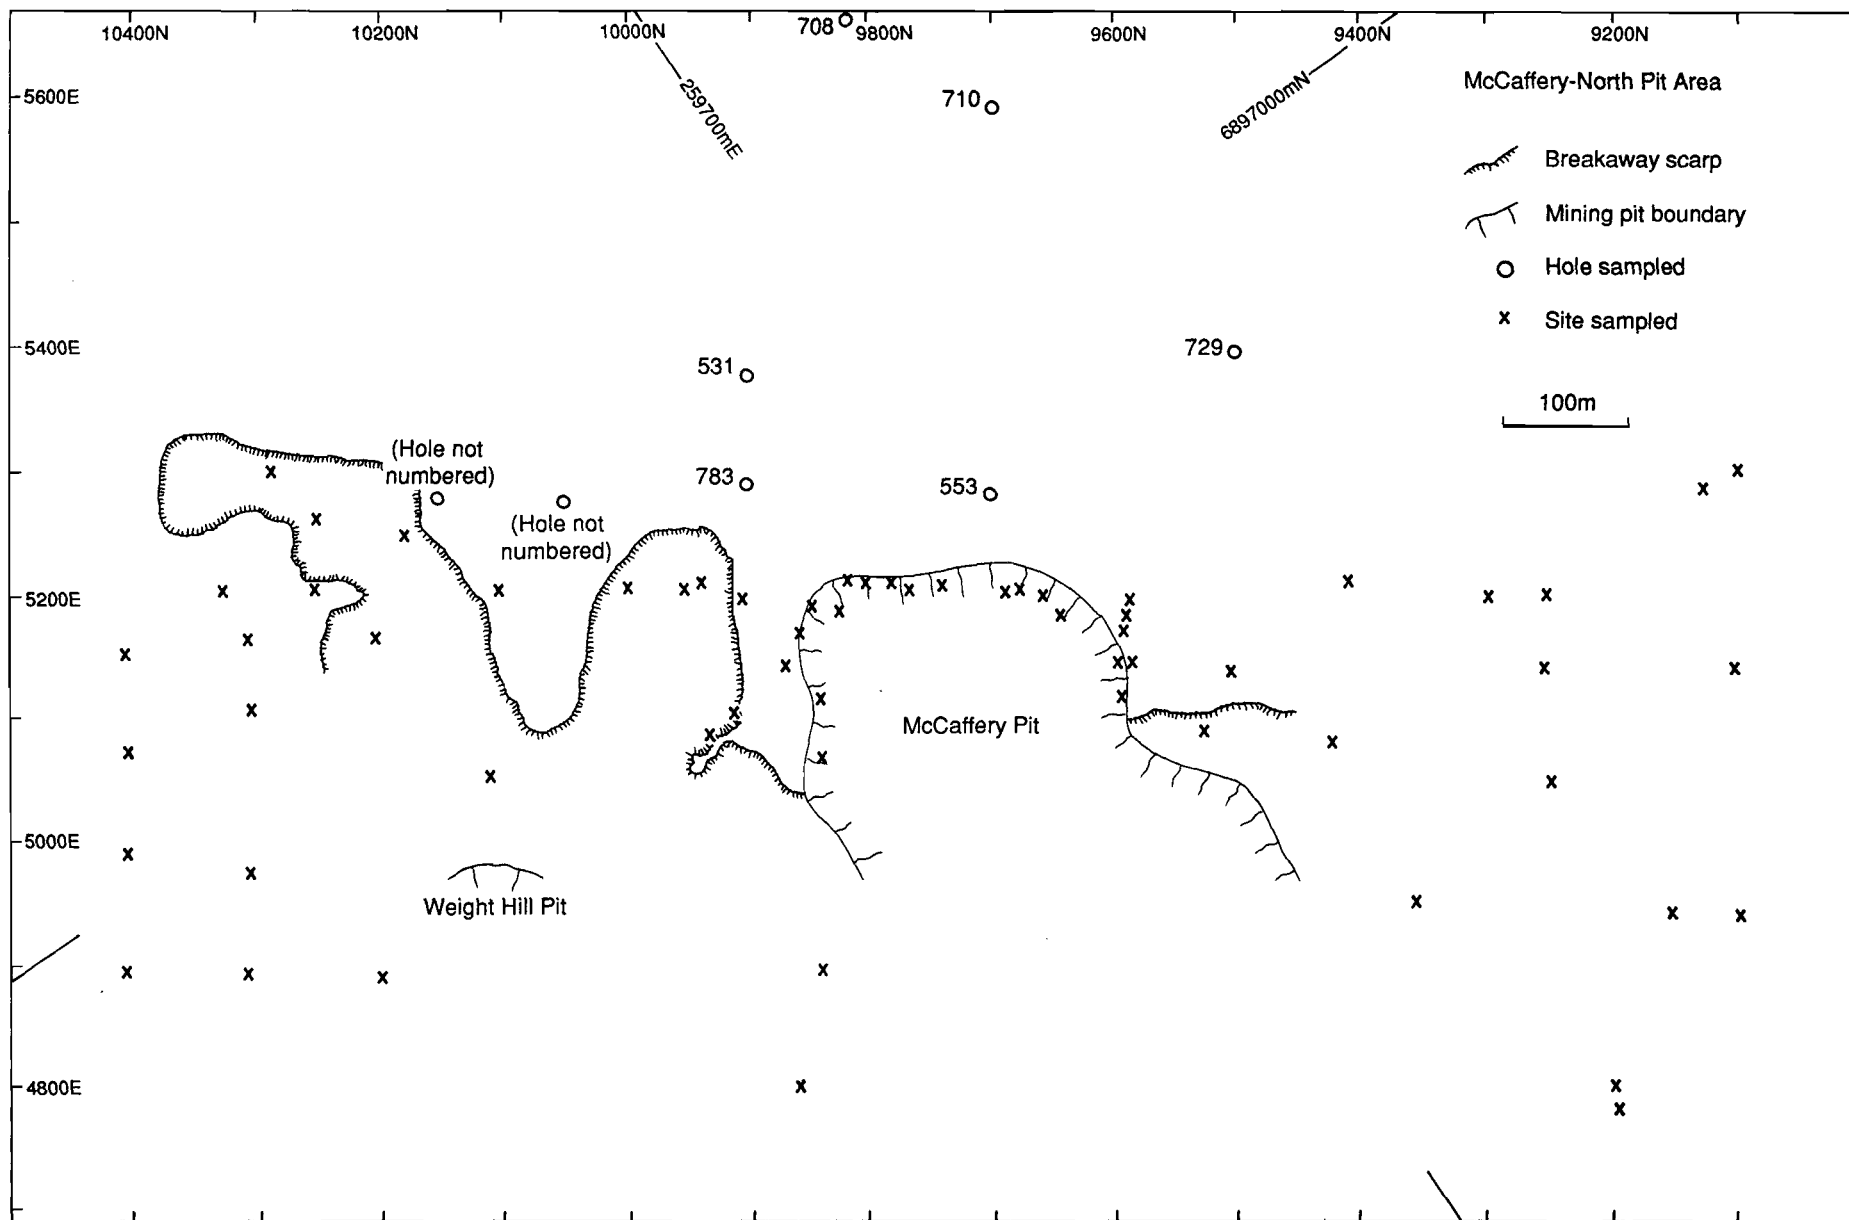 10400N
10200N
10000N
708
9800N
9600N
9400N
9200N
McCaffery-North Pit Area
5600E
259700mE
710
6897000mN
Breakaway scarp
Mining pit boundary
Hole sampled
Site sampled
5400E
531
729
100m
(Hole not
numbered)
783
553
(Hole not
numbered)
5200E
McCaffery Pit
5000E
Weight Hill Pit
4800E